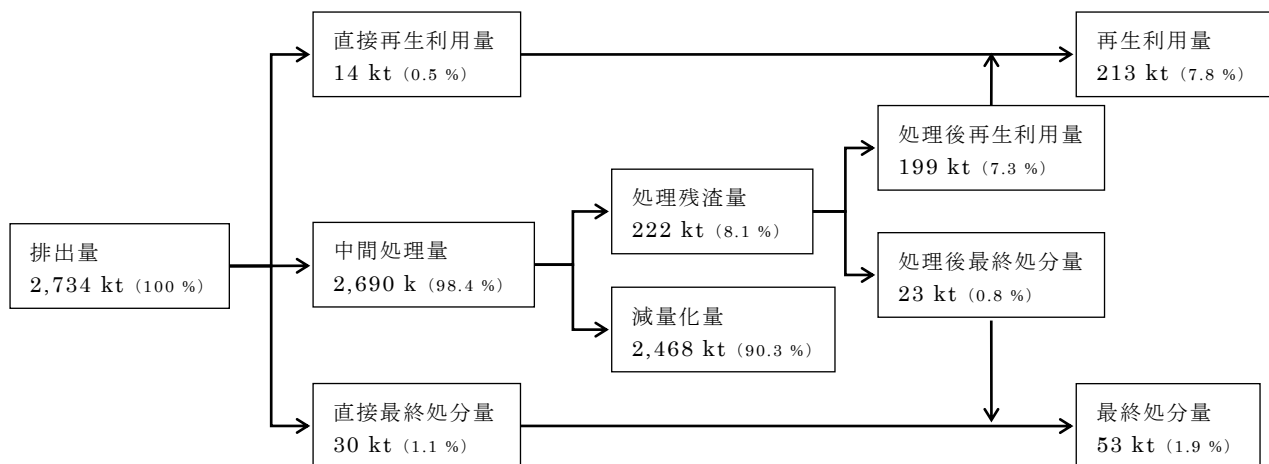 直接再生利用量
14 kt（0.5 %）
再生利用量
213 kt（7.8 %）
処理後再生利用量
199 kt（7.3 %）
処理残渣量
222 kt（8.1 %）
排出量
2,734 kt（100 %）
中間処理量
2,690 k（98.4 %）
処理後最終処分量
23 kt（0.8 %）
減量化量
2,468 kt（90.3 %）
直接最終処分量
30 kt（1.1 %）
最終処分量
53 kt（1.9 %）